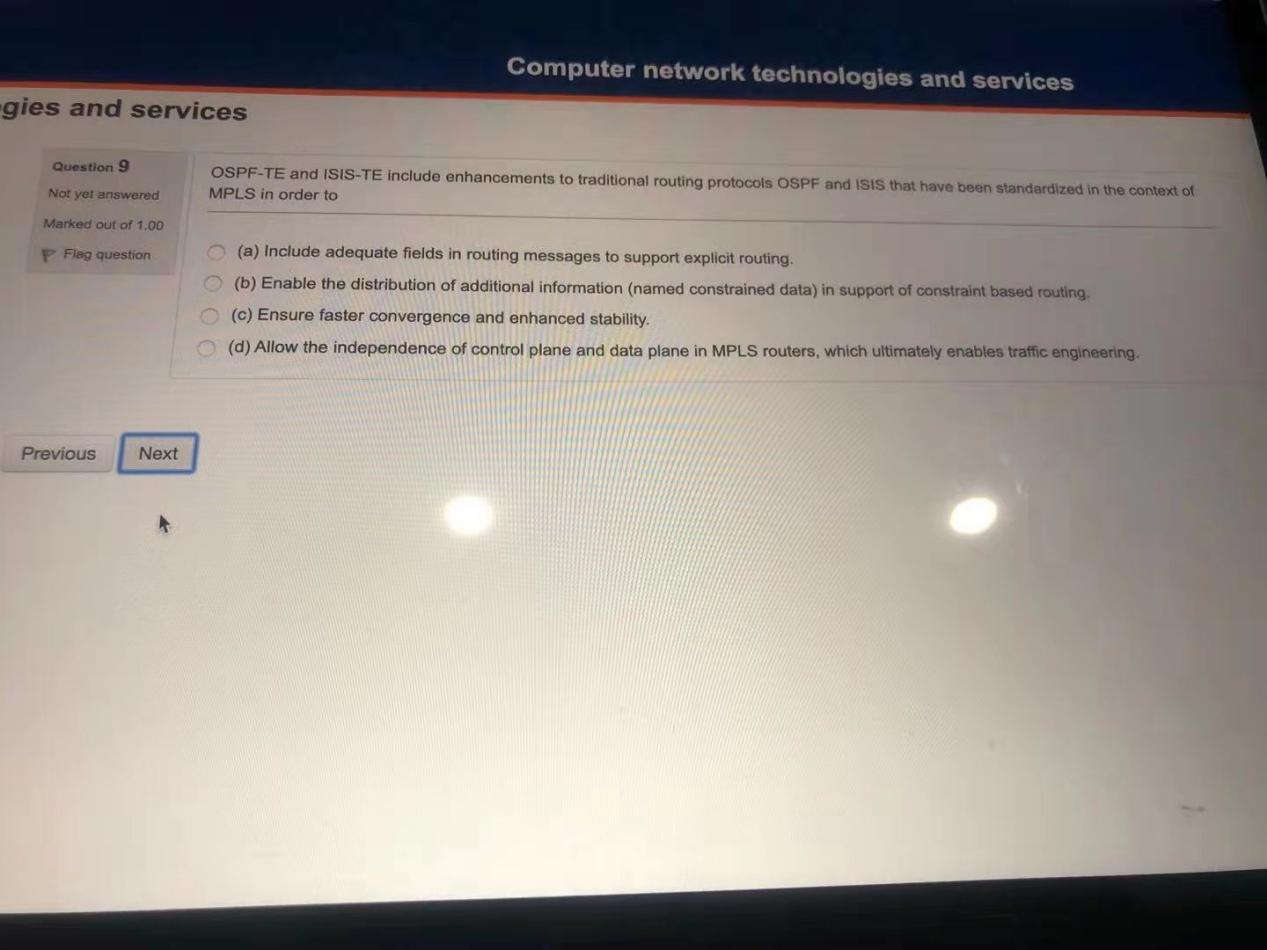 Computer network technologies and services
gies and services
Question 9
Not yet answered
Marked out of 1.00
Flag question
OSPF-TE and ISIS-TE include enhancements to traditional routing protocols OSPF and ISIS that have been standardized in the context of
MPLS in order to
(a) Include adequate fields in routing messages to support explicit routing.
(b) Enable the distribution of additional information (named constrained data) in support of constraint based routing.
(c) Ensure faster convergence and enhanced stability.
(d) Allow the independence of control plane and data plane in MPLS routers, which ultimately enables traffic engineering.
Previous
Next